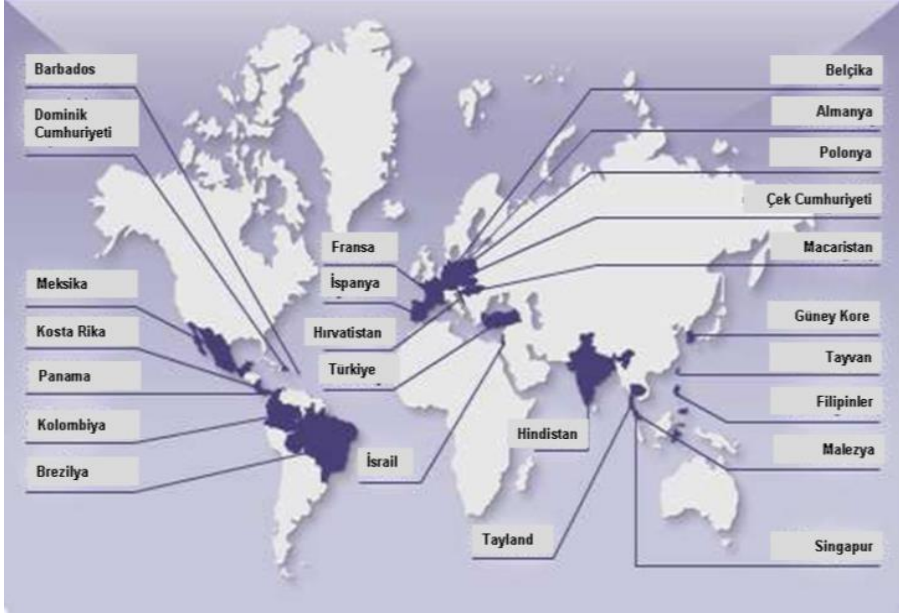 Barbados
Dominik
Cumhuriyeti
Meksika
Kosta Rika
Panama
Kolombiya
Brezilya
Fransa
İspanya
Hırvatistan
Türkiye
İsrail
Hindistan
Tayland
Belçika
Almanya
Polonya
Çek Cumhuriyeti
Macaristan
Güney Kore
Tayvan
Filipinler
Malezya
Singapur